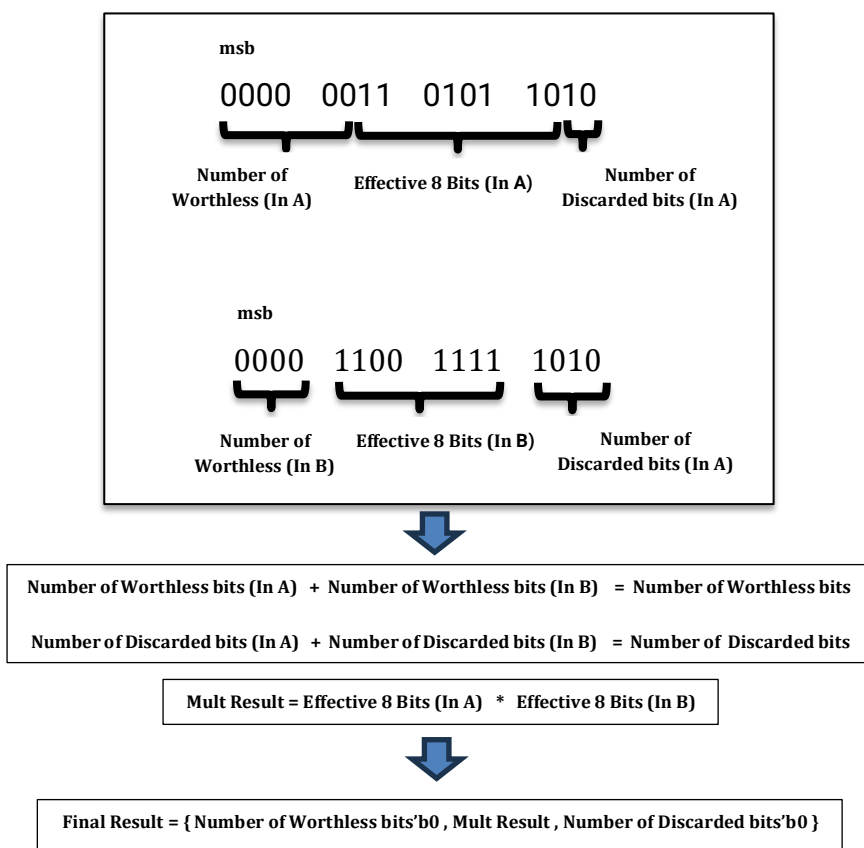 msb
0000 0011 0101 1010
Number of Worthless (In A)
Effective 8 Bits (In A)
Number of Discarded bits (In A)
msb
0000 1100 1111 1010
Number of Worthless (In B)
Effective 8 Bits (In B)
Number of Discarded bits (In A)
Number of Worthless bits (In A) + Number of Worthless bits (In B) = Number of Worthless bits
Number of Discarded bits (In A) + Number of Discarded bits (In B) = Number of Discarded bits
Mult Result = Effective 8 Bits (In A) * Effective 8 Bits (In B)
Final Result = { Number of Worthless bits'b0 , Mult Result , Number of Discarded bits'b0 }